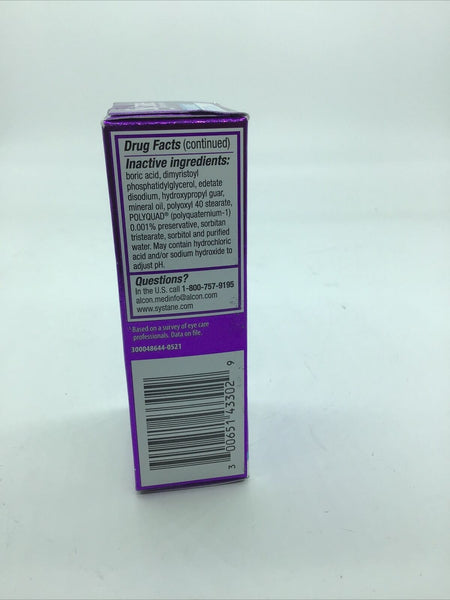 Drug Facts (continued)
Inactive ingredients:
boric acid, dimyristoyl
phosphatidylglycerol, edetate
disodium, hydroxypropyl guar,
mineral oil, polyoxyl 40 stearate,
POLYQUAD® (polyquaternium-1)
0.001% preservative, sorbitan
tristearate, sorbitol and purified
water. May contain hydrochloric
acid and/or sodium hydroxide to
adjust pH.
Questions?
In the U.S. call 1-800-757-9195
alcon.medinfo@alcon.com
www.systane.com
Based on a survey of eye care
professionals. Data on file.
300048644-0521
3 00651 43302 9